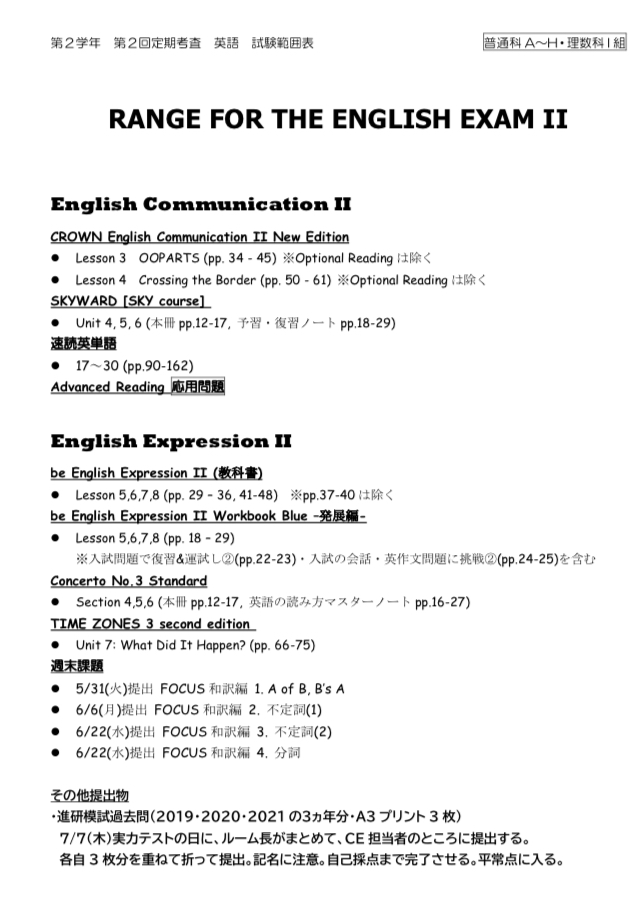 第２学年　第２回定期考査　英語　試験範囲表
普通科 A～H・理数科 I 組
RANGE FOR THE ENGLISH EXAM II
English Communication II
CROWN English Communication II New Edition
● Lesson 3　OOPARTS (pp. 34 - 45) ※Optional Reading は除く
● Lesson 4　Crossing the Border (pp. 50 - 61) ※Optional Reading は除く
SKYWARD [SKY course]
● Unit 4, 5, 6 (本冊 pp.12-17, 予習・復習ノート pp.18-29)
速読英単語
● 17～30 (pp.90-162)
Advanced Reading 応用問題
English Expression II
be English Expression II (教科書)
● Lesson 5,6,7,8 (pp. 29 – 36, 41-48)　※pp.37-40 は除く
be English Expression II Workbook Blue –発展編-
● Lesson 5,6,7,8 (pp. 18 – 29)
※入試問題で復習&運試し②(pp.22-23)・入試の会話・英作文問題に挑戦②(pp.24-25)を含む
Concerto No.3 Standard
● Section 4,5,6 (本冊 pp.12-17, 英語の読み方マスターノート pp.16-27)
TIME ZONES 3 second edition
● Unit 7: What Did It Happen? (pp. 66-75)
週末課題
● 5/31(火)提出 FOCUS 和訳編 1. A of B, B’s A
● 6/6(月)提出 FOCUS 和訳編 2. 不定詞(1)
● 6/22(水)提出 FOCUS 和訳編 3. 不定詞(2)
● 6/22(水)提出 FOCUS 和訳編 4. 分詞
その他提出物
・進研模試過去問（2019・2020・2021 の３ヵ年分・A3 プリント 3 枚）
7/7（木）実力テストの日に、ルーム長がまとめて、CE 担当者のところに提出する。
各自 3 枚分を重ねて折って提出。記名に注意。自己採点まで完了させる。平常点に入る。